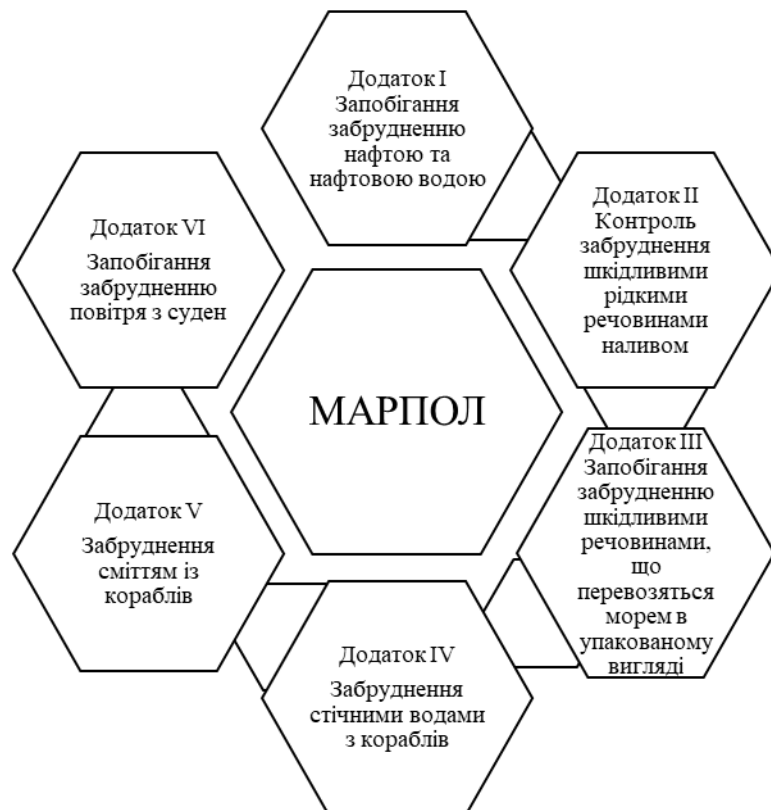 Додаток I
Запобігання
забрудненню
нафтою та
нафтовою водою
Додаток II
Контроль
забруднення
шкідливими
рідкими
речовинами
наливом
Додаток III
Запобігання
забрудненню
шкідливими
речовинами,
що
перевозяться
морем в
упакованому
вигляді
Додаток IV
Забруднення
стічними водами
з кораблів
Додаток V
Забруднення
сміттям із
кораблів
Додаток VI
Запобігання
забрудненню
повітря з суден
МАРПОЛ